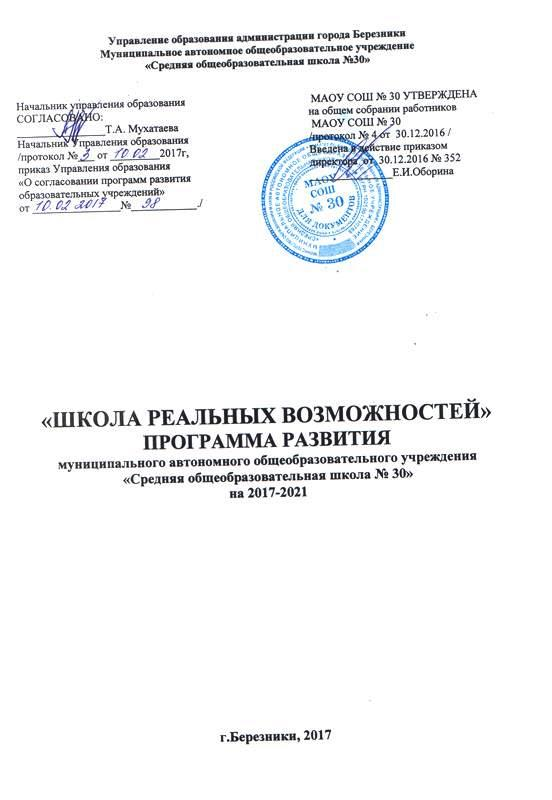 Управление образования администрации города Березники
Муниципальное автономное общеобразовательное учреждение
«Средняя общеобразовательная школа №30»
Начальник управления образования
СОГЛАСОВАНО:
Т.А. Мухатаева
Начальник Управления образования
/протокол № 3 от 10.02 2017г,
приказ Управления образования
«О согласовании программ развития
образовательных учреждений»
от 10.02 2017 № 98 /
МАОУ СОШ № 30 УТВЕРЖДЕНА
на общем собрании работников
МАОУ СОШ № 30
/протокол № 4 от 30.12.2016 /
Введена в действие приказом
директора от 30.12.2016 № 352
Е.И.Оборина
МАОУ
СОШ
№ 30
ДЛЯ ДОКУМЕНТОВ
«ШКОЛА РЕАЛЬНЫХ ВОЗМОЖНОСТЕЙ»
ПРОГРАММА РАЗВИТИЯ
муниципального автономного общеобразовательного учреждения
«Средняя общеобразовательная школа № 30»
на 2017-2021
г.Березники, 2017